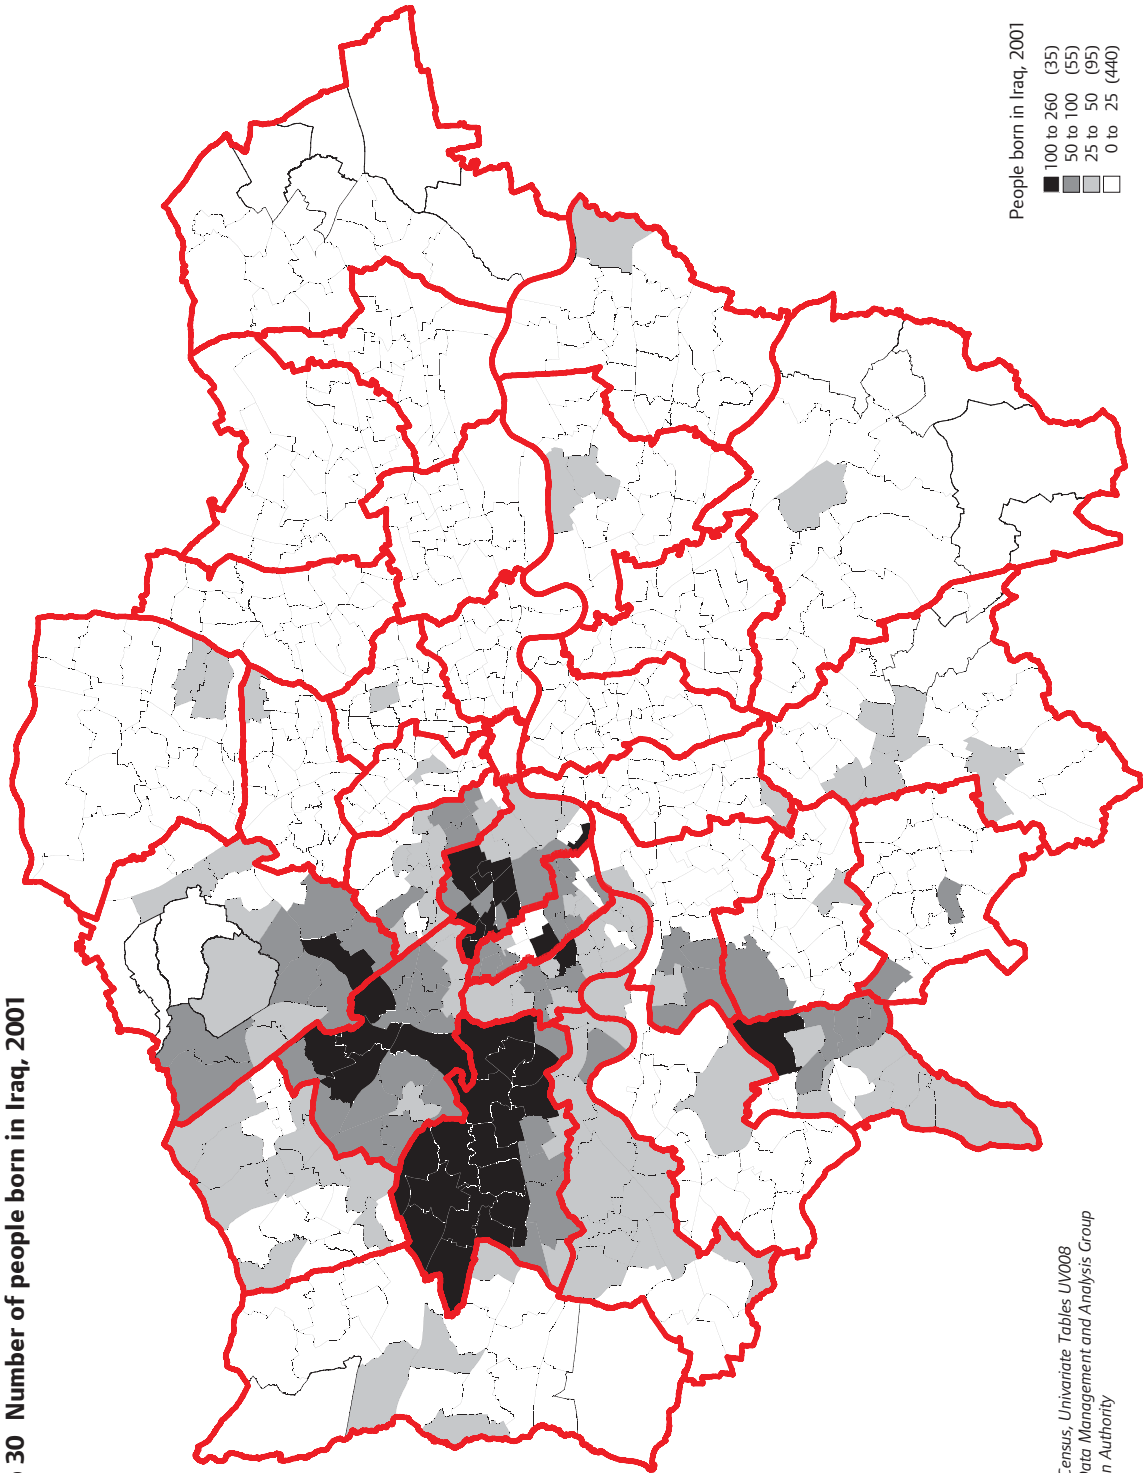 30 Number of people born in Iraq, 2001
People born in Iraq, 2001
100 to 260 (35)
50 to 100 (55)
25 to 50 (95)
0 to 25 (440)
Census, Univariate Tables UV008
Data Management and Analysis Group
Authority